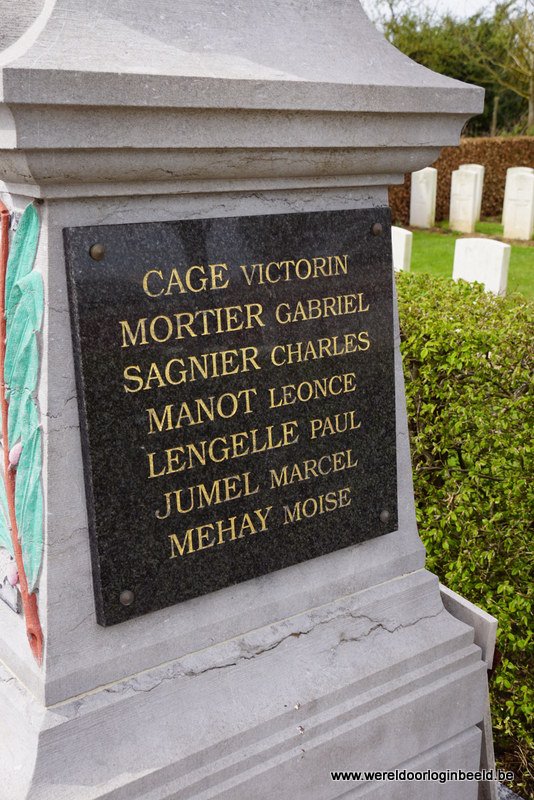 CAGE VICTORIN
MORTIER GABRIEL
SAGNIER CHARLES
MANOT LEONCE
LENGELLE PAUL
JUMEL MARCEL
MEHAY MOISE
www.wereldoorloginbeeld.be